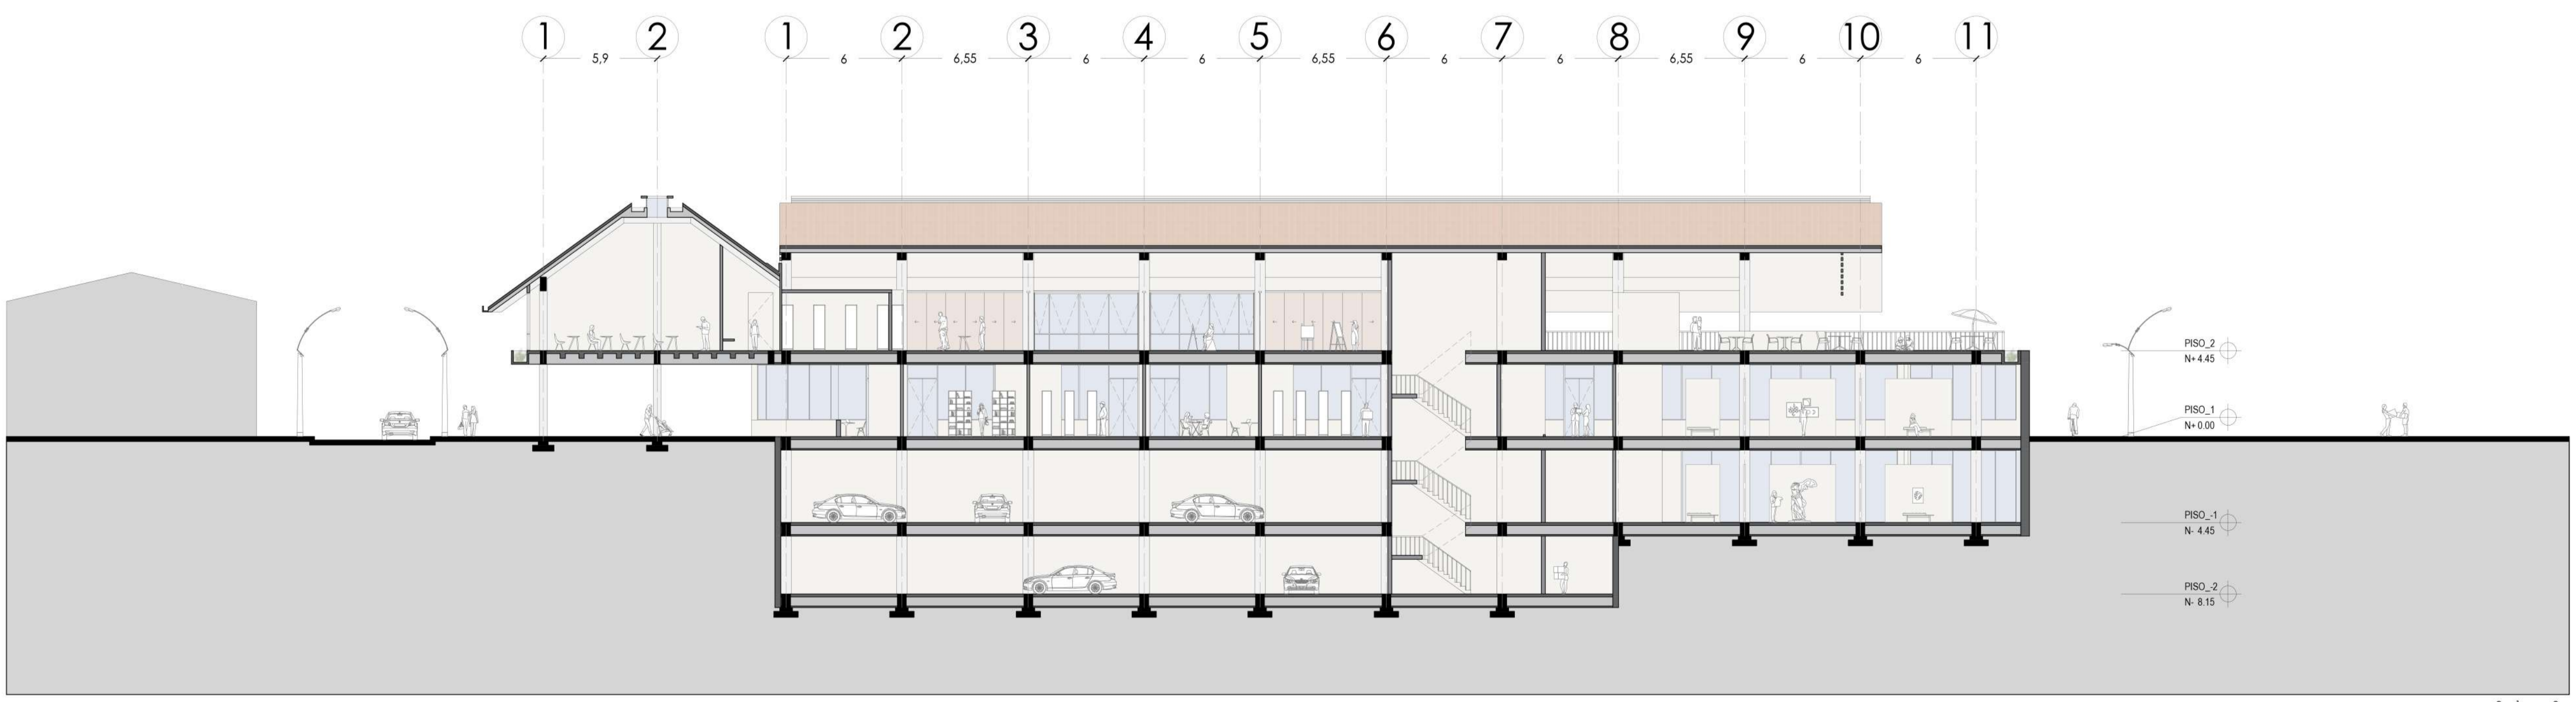 1 2 1 2 3 4 5 6 7 8 9 10 11
5,9 6 6,55 6 6 6,55 6 6 6,55 6 6
PISO_2
N+ 4.45
PISO_1
N+ 0.00
PISO_-1
N- 4.45
PISO_-2
N- 8.15